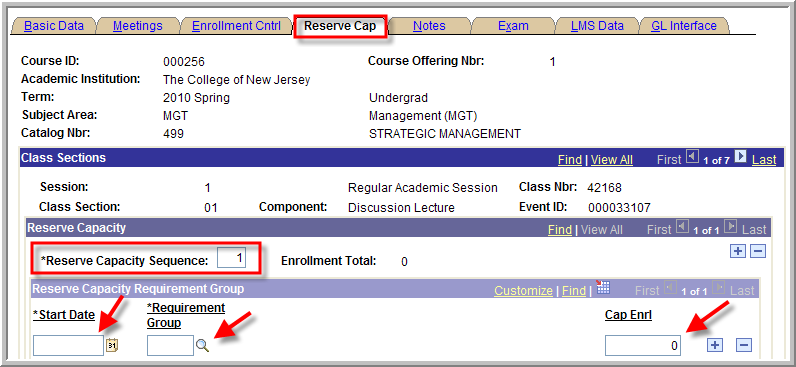 Basic Data Meetings Enrollment Cntrl Reserve Cap Notes Exam LMS Data GL Interface
Course ID: 000256 Course Offering Nbr: 1
Academic Institution: The College of New Jersey
Term: 2010 Spring Undergrad
Subject Area: MGT Management (MGT)
Catalog Nbr: 499 STRATEGIC MANAGEMENT
Class Sections Find | View All First 1 of 7 Last
Session: 1 Regular Academic Session Class Nbr: 42168
Class Section: 01 Component: Discussion Lecture Event ID: 000033107
Reserve Capacity Find | View All First 1 of 1 Last
*Reserve Capacity Sequence: 1 Enrollment Total: 0
Reserve Capacity Requirement Group Customize | Find | First 1 of 1 Last
*Start Date *Requirement Group Cap Enrl
31 0